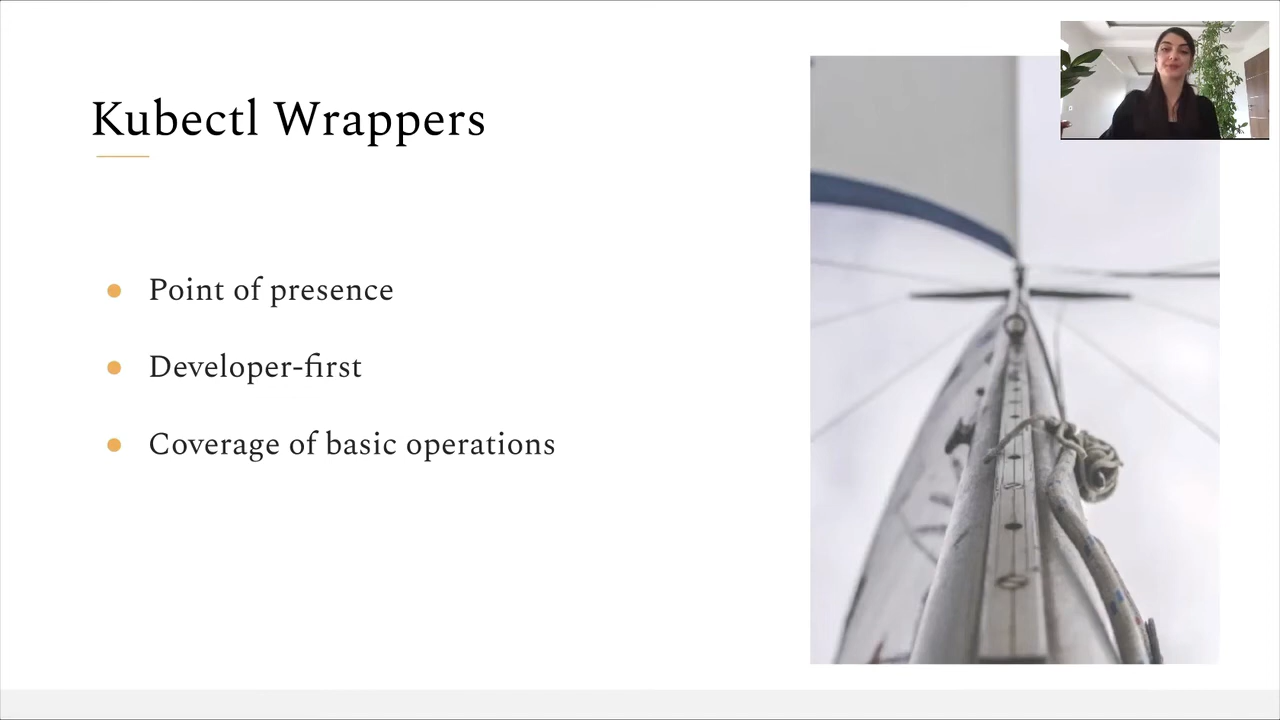 Kubectl Wrappers
Point of presence
Developer-first
Coverage of basic operations